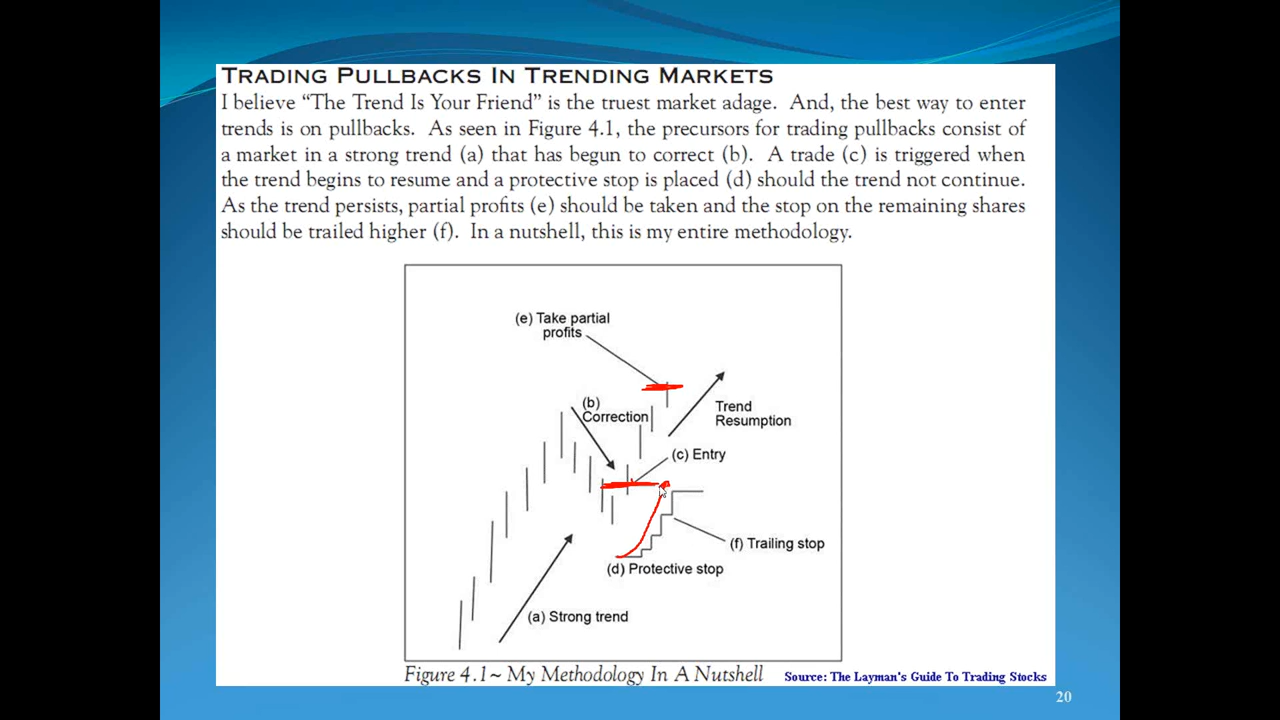 TRADING PULLBACKS IN TRENDING MARKETS
I believe “The Trend Is Your Friend” is the truest market adage. And, the best way to enter
trends is on pullbacks. As seen in Figure 4.1, the precursors for trading pullbacks consist of
a market in a strong trend (a) that has begun to correct (b). A trade (c) is triggered when
the trend begins to resume and a protective stop is placed (d) should the trend not continue.
As the trend persists, partial profits (e) should be taken and the stop on the remaining shares
should be trailed higher (f). In a nutshell, this is my entire methodology.
(e) Take partial
profits
(b)
Correction
Trend
Resumption
(c) Entry
(f) Trailing stop
(d) Protective stop
(a) Strong trend
Figure 4.1~ My Methodology In A Nutshell
Source: The Layman's Guide To Trading Stocks
20